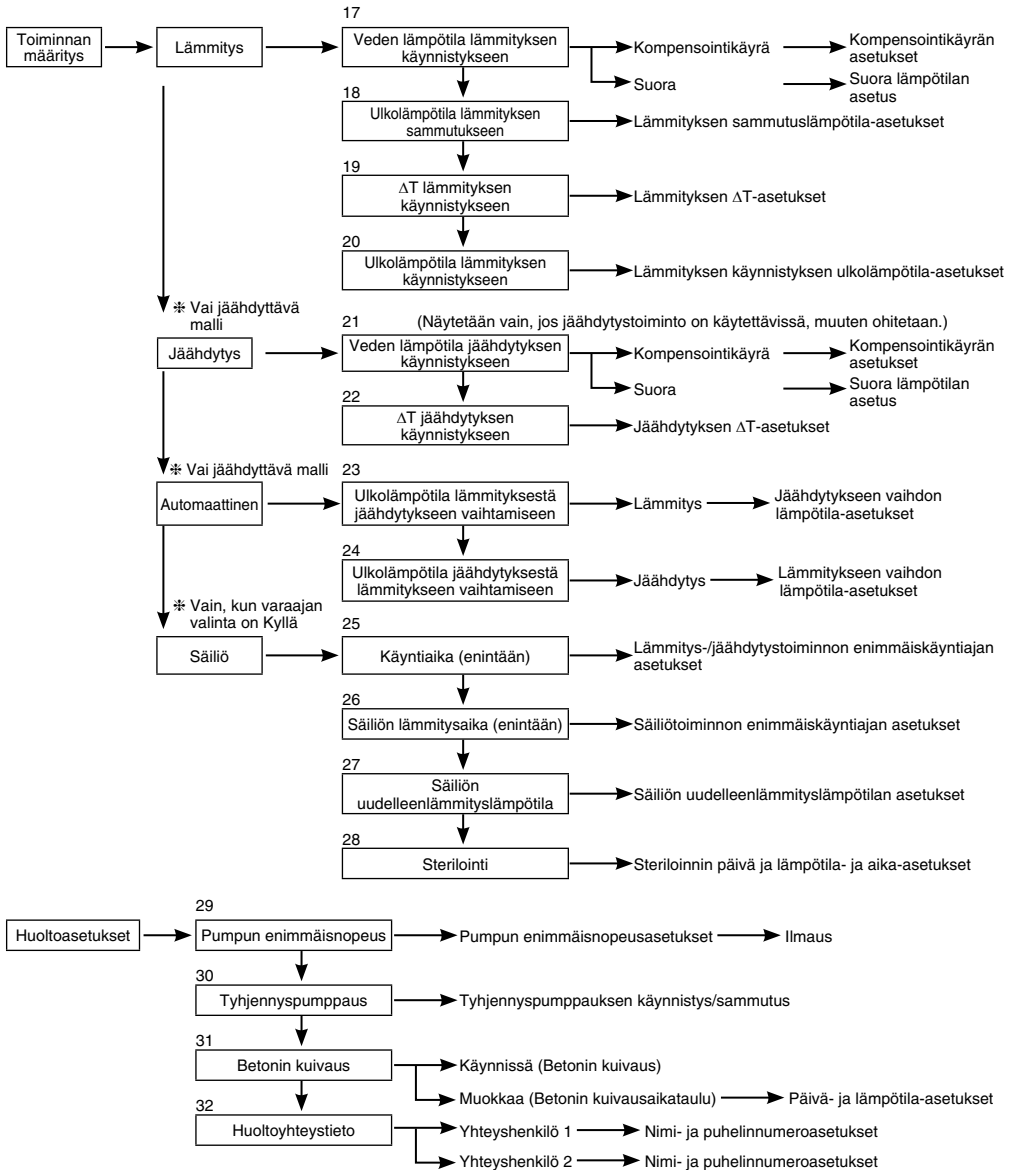 17
Toiminnan
määritys
Lämmitys
Veden lämpötila lämmityksen
käynnistykseen
Kompensointikäyrä
Kompensointikäyrän
asetukset
Suora
Suora lämpötilan
asetus
18
Ulkolämpötila lämmityksen
sammutukseen
Lämmityksen sammutuslämpötila-asetukset
19
ΔT lämmityksen
käynnistykseen
Lämmityksen ΔT-asetukset
20
Ulkolämpötila lämmityksen
käynnistykseen
Lämmityksen käynnistyksen ulkolämpötila-asetukset
❉ Vai jäähdyttävä
malli
21 (Näytetään vain, jos jäähdytystoiminto on käytettävissä, muuten ohitetaan.)
Jäähdytys
Veden lämpötila jäähdytyksen
käynnistykseen
Kompensointikäyrä
Kompensointikäyrän
asetukset
Suora
Suora lämpötilan
asetus
22
ΔT jäähdytyksen
käynnistykseen
Jäähdytyksen ΔT-asetukset
❉ Vai jäähdyttävä malli
23
Automaattinen
Ulkolämpötila lämmityksestä
jäähdytykseen vaihtamiseen
Lämmitys
Jäähdytykseen vaihdon
lämpötila-asetukset
24
Ulkolämpötila jäähdytyksestä
lämmitykseen vaihtamiseen
Jäähdytys
Lämmitykseen vaihdon
lämpötila-asetukset
❉ Vain, kun varaajan
valinta on Kyllä
25
Säiliö
Käyntiaika (enintään)
Lämmitys-/jäähdytystoiminnon enimmäiskäyntiajan
asetukset
26
Säiliön lämmitysaika (enintään)
Säiliötoiminnon enimmäiskäyntiajan asetukset
27
Säiliön
uudelleenlämmityslämpötila
Säiliön uudelleenlämmityslämpötilan asetukset
28
Sterilointi
Steriloinnin päivä ja lämpötila- ja aika-asetukset
29
Huoltoasetukset
Pumpun enimmäisnopeus
Pumpun enimmäisnopeusasetukset
Ilmaus
30
Tyhjennyspumppaus
Tyhjennyspumppauksen käynnistys/sammutus
31
Betonin kuivaus
Käynnissä (Betonin kuivaus)
Muokkaa (Betonin kuivausaikataulu)
Päivä- ja lämpötila-asetukset
32
Huoltoyhteystieto
Yhteyshenkilö 1
Nimi- ja puhelinnumeroasetukset
Yhteyshenkilö 2
Nimi- ja puhelinnumeroasetukset